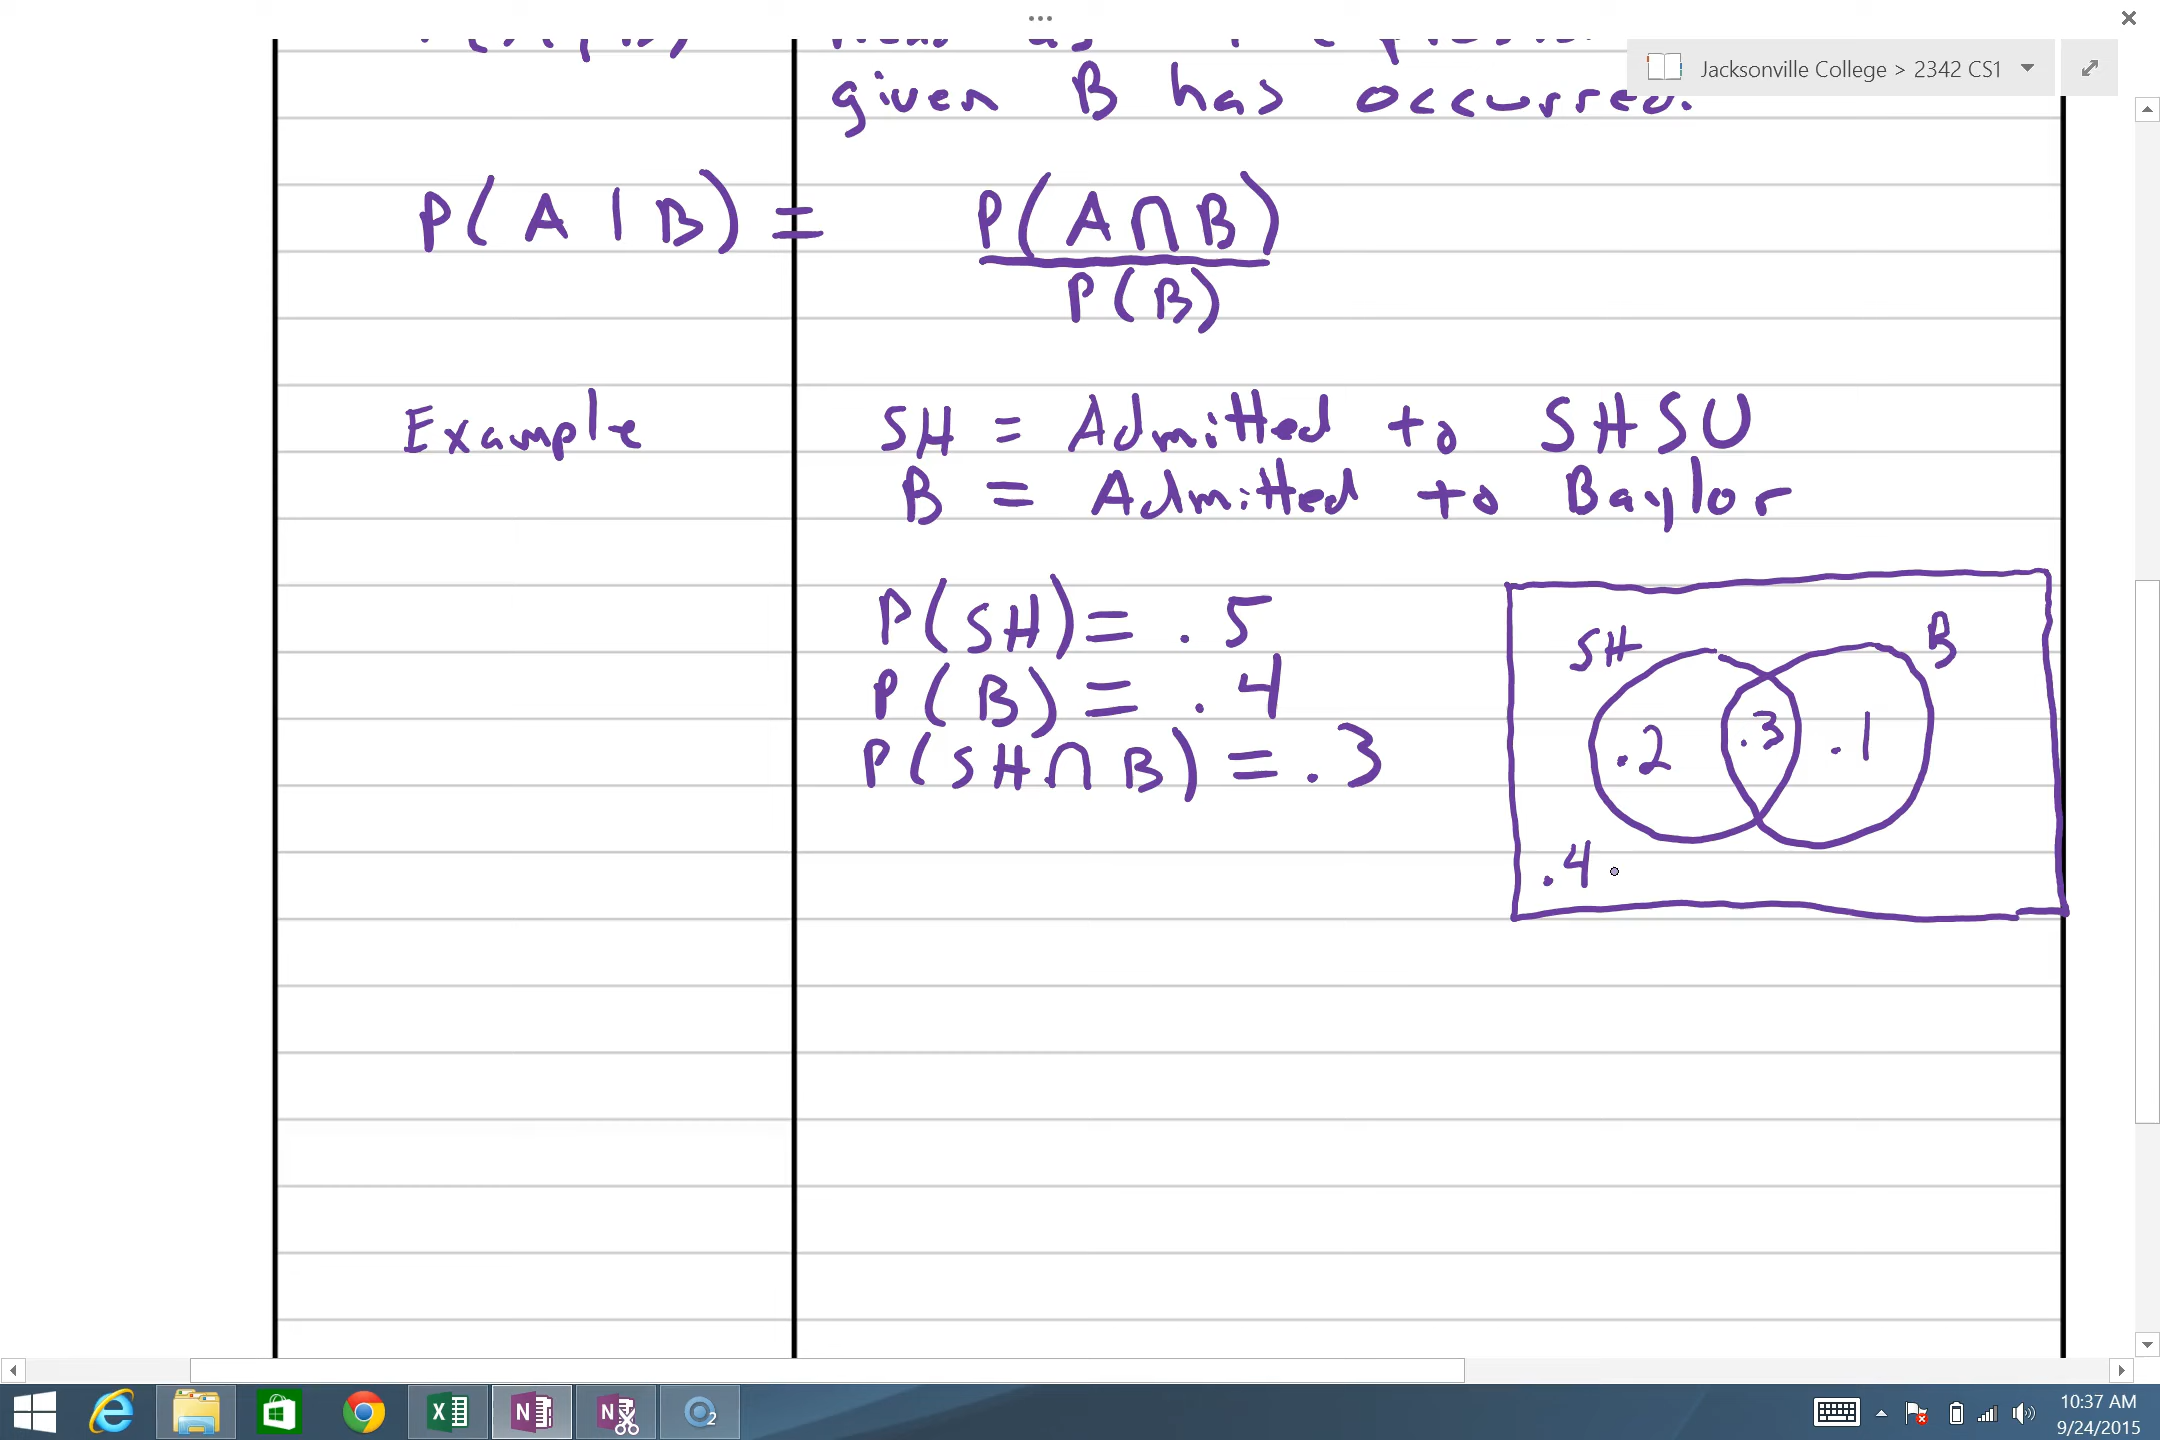 Jacksonville College > 2342 CS1
given B has occurred.
P(A | B) = P(A∩B)
P(B)
Example
SH = Admitted to SHSU
B = Admitted to Baylor
P(SH) = .5
P(B) = .4
P(SH∩B) = .3
SH B
.2 .3 .1
.4
10:37 AM
9/24/2015